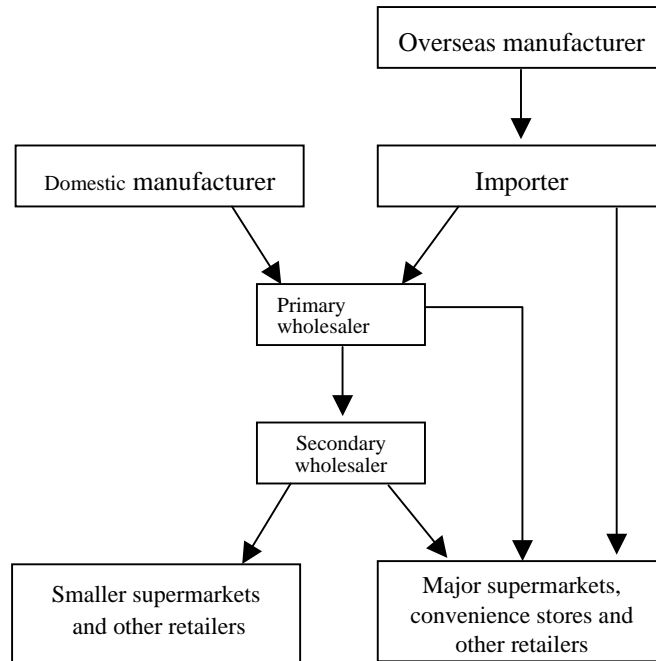 Overseas manufacturer
Domestic manufacturer
Importer
Primary
wholesaler
Secondary
wholesaler
Smaller supermarkets
and other retailers
Major supermarkets,
convenience stores and
other retailers